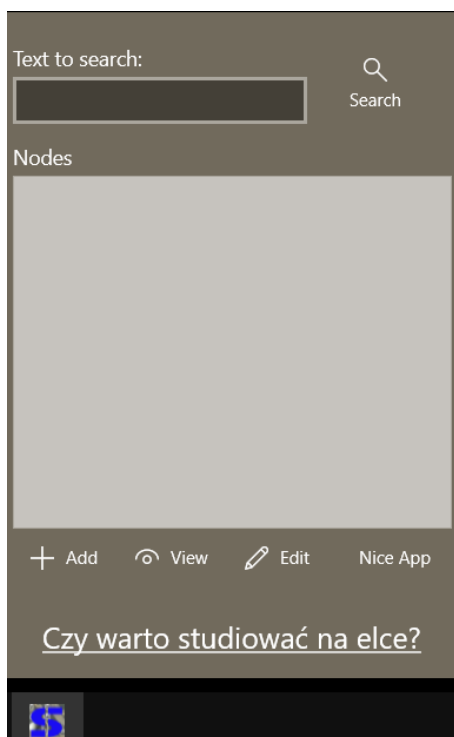 Text to search:
Search
Nodes
Add View Edit Nice App
Czy warto studiować na elce?